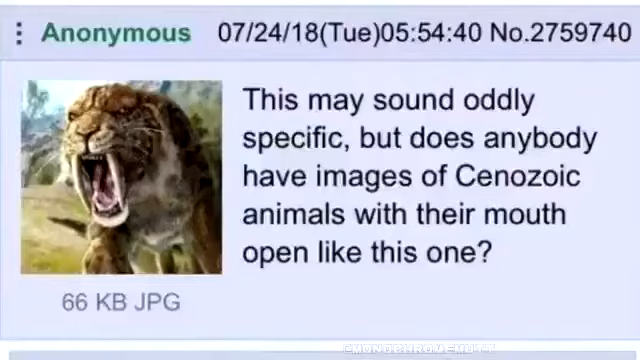 Anonymous 07/24/18(Tue)05:54:40 No.2759740
This may sound oddly
specific, but does anybody
have images of Cenozoic
animals with their mouth
open like this one?
66 KB JPG